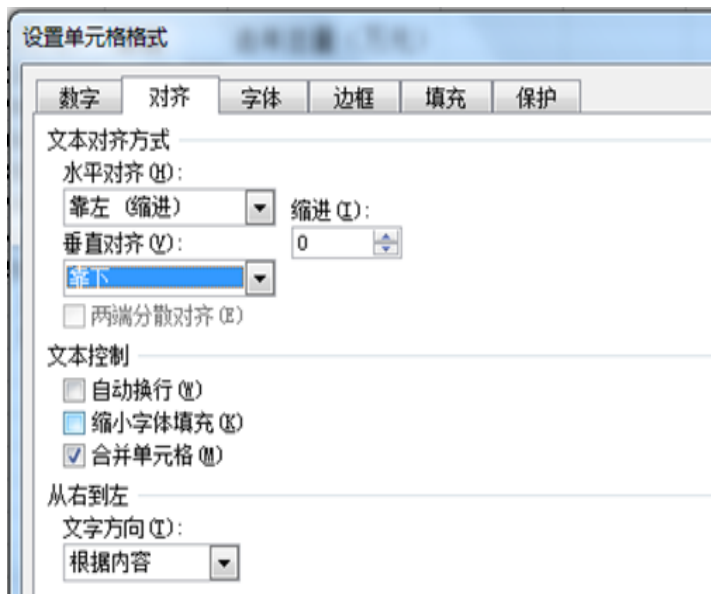 设置单元格格式
数字 对齐 字体 边框 填充 保护
文本对齐方式
水平对齐(H):
靠左 (缩进) 缩进(I):
垂直对齐(V): 0
靠下
两端分散对齐(E)
文本控制
自动换行(W)
缩小字体填充(K)
合并单元格(M)
从右到左
文字方向(T):
根据内容